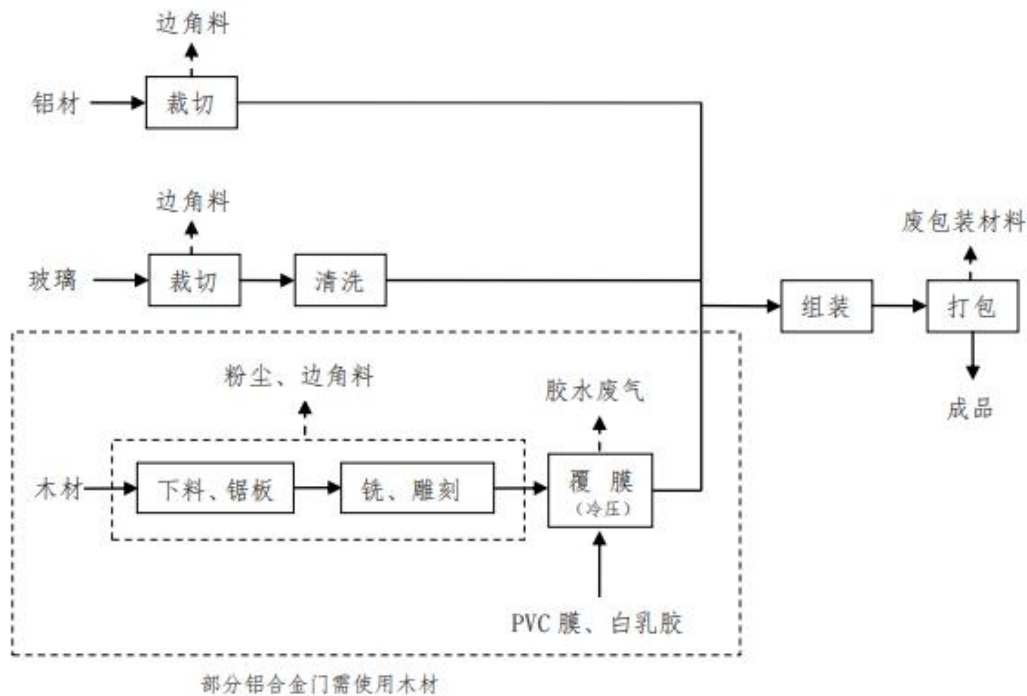 边角料
铝材
裁切
边角料
玻璃
裁切
清洗
废包装材料
组装
打包
成品
粉尘、边角料
胶水废气
木材
下料、锯板
铣、雕刻
覆 膜
(冷压)
PVC 膜、白乳胶
部分铝合金门需使用木材